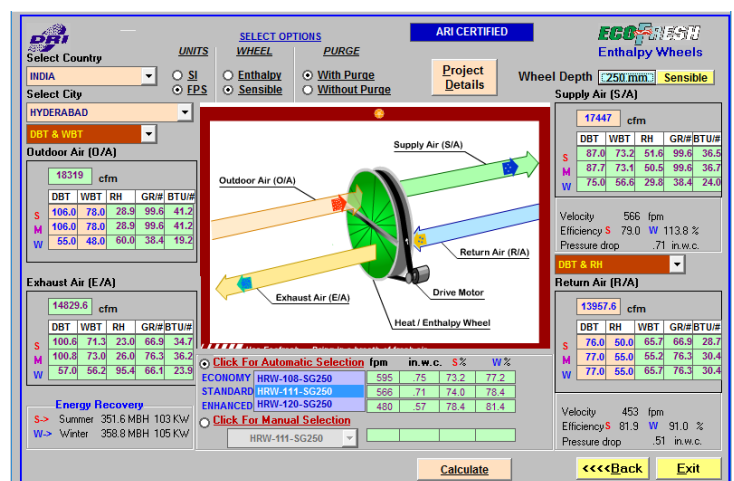 DRI
SELECT OPTIONS
ARI CERTIFIED
ECOFRESH
Enthalpy Wheels
Select Country
UNITS WHEEL PURGE
INDIA
SI Enthalpy With Purge
FPS Sensible Without Purge
Project Details
Wheel Depth 250 mm Sensible
Select City
HYDERABAD
DBT & WBT
Outdoor Air (O/A)
18319 cfm
DBT WBT RH GR/# BTU/#
S 106.0 78.0 28.9 99.6 41.2
M 106.0 78.0 28.9 99.6 41.2
W 55.0 48.0 60.0 38.4 19.2
Supply Air (S/A)
17447 cfm
DBT WBT RH GR/# BTU/#
S 87.0 73.2 51.6 99.6 36.5
M 87.7 73.1 50.5 99.6 36.7
W 75.0 56.6 29.8 38.4 24.0
Velocity 566 fpm
Efficiency S 79.0 W 113.8 %
Pressure drop .71 in.w.c.
Supply Air (S/A)
Outdoor Air (O/A)
Return Air (R/A)
Exhaust Air (E/A)
Drive Motor
Heat / Enthalpy Wheel
Exhaust Air (E/A)
14829.6 cfm
DBT WBT RH GR/# BTU/#
S 100.6 71.3 23.0 66.9 34.7
M 100.8 73.0 26.0 76.3 36.2
W 57.0 56.2 95.4 66.1 23.9
DBT & RH
Return Air (R/A)
13957.6 cfm
DBT WBT RH GR/# BTU/#
S 76.0 50.0 65.7 66.9 28.7
M 77.0 55.0 55.2 76.3 30.4
W 77.0 55.0 65.7 76.3 30.4
Velocity 453 fpm
Efficiency S 81.9 W 91.0 %
Pressure drop .51 in.w.c.
Energy Recovery
S-> Summer 351.6 MBH 103 KW
W-> Winter 358.8 MBH 105 KW
Click For Automatic Selection fpm in.w.c. S% W%
ECONOMY HRW-108-SG250 595 .75 73.2 77.2
STANDARD HRW-111-SG250 566 .71 74.0 78.4
ENHANCED HRW-120-SG250 480 .57 78.4 81.4
Click For Manual Selection
HRW-111-SG250
Calculate
<<<<Back
Exit